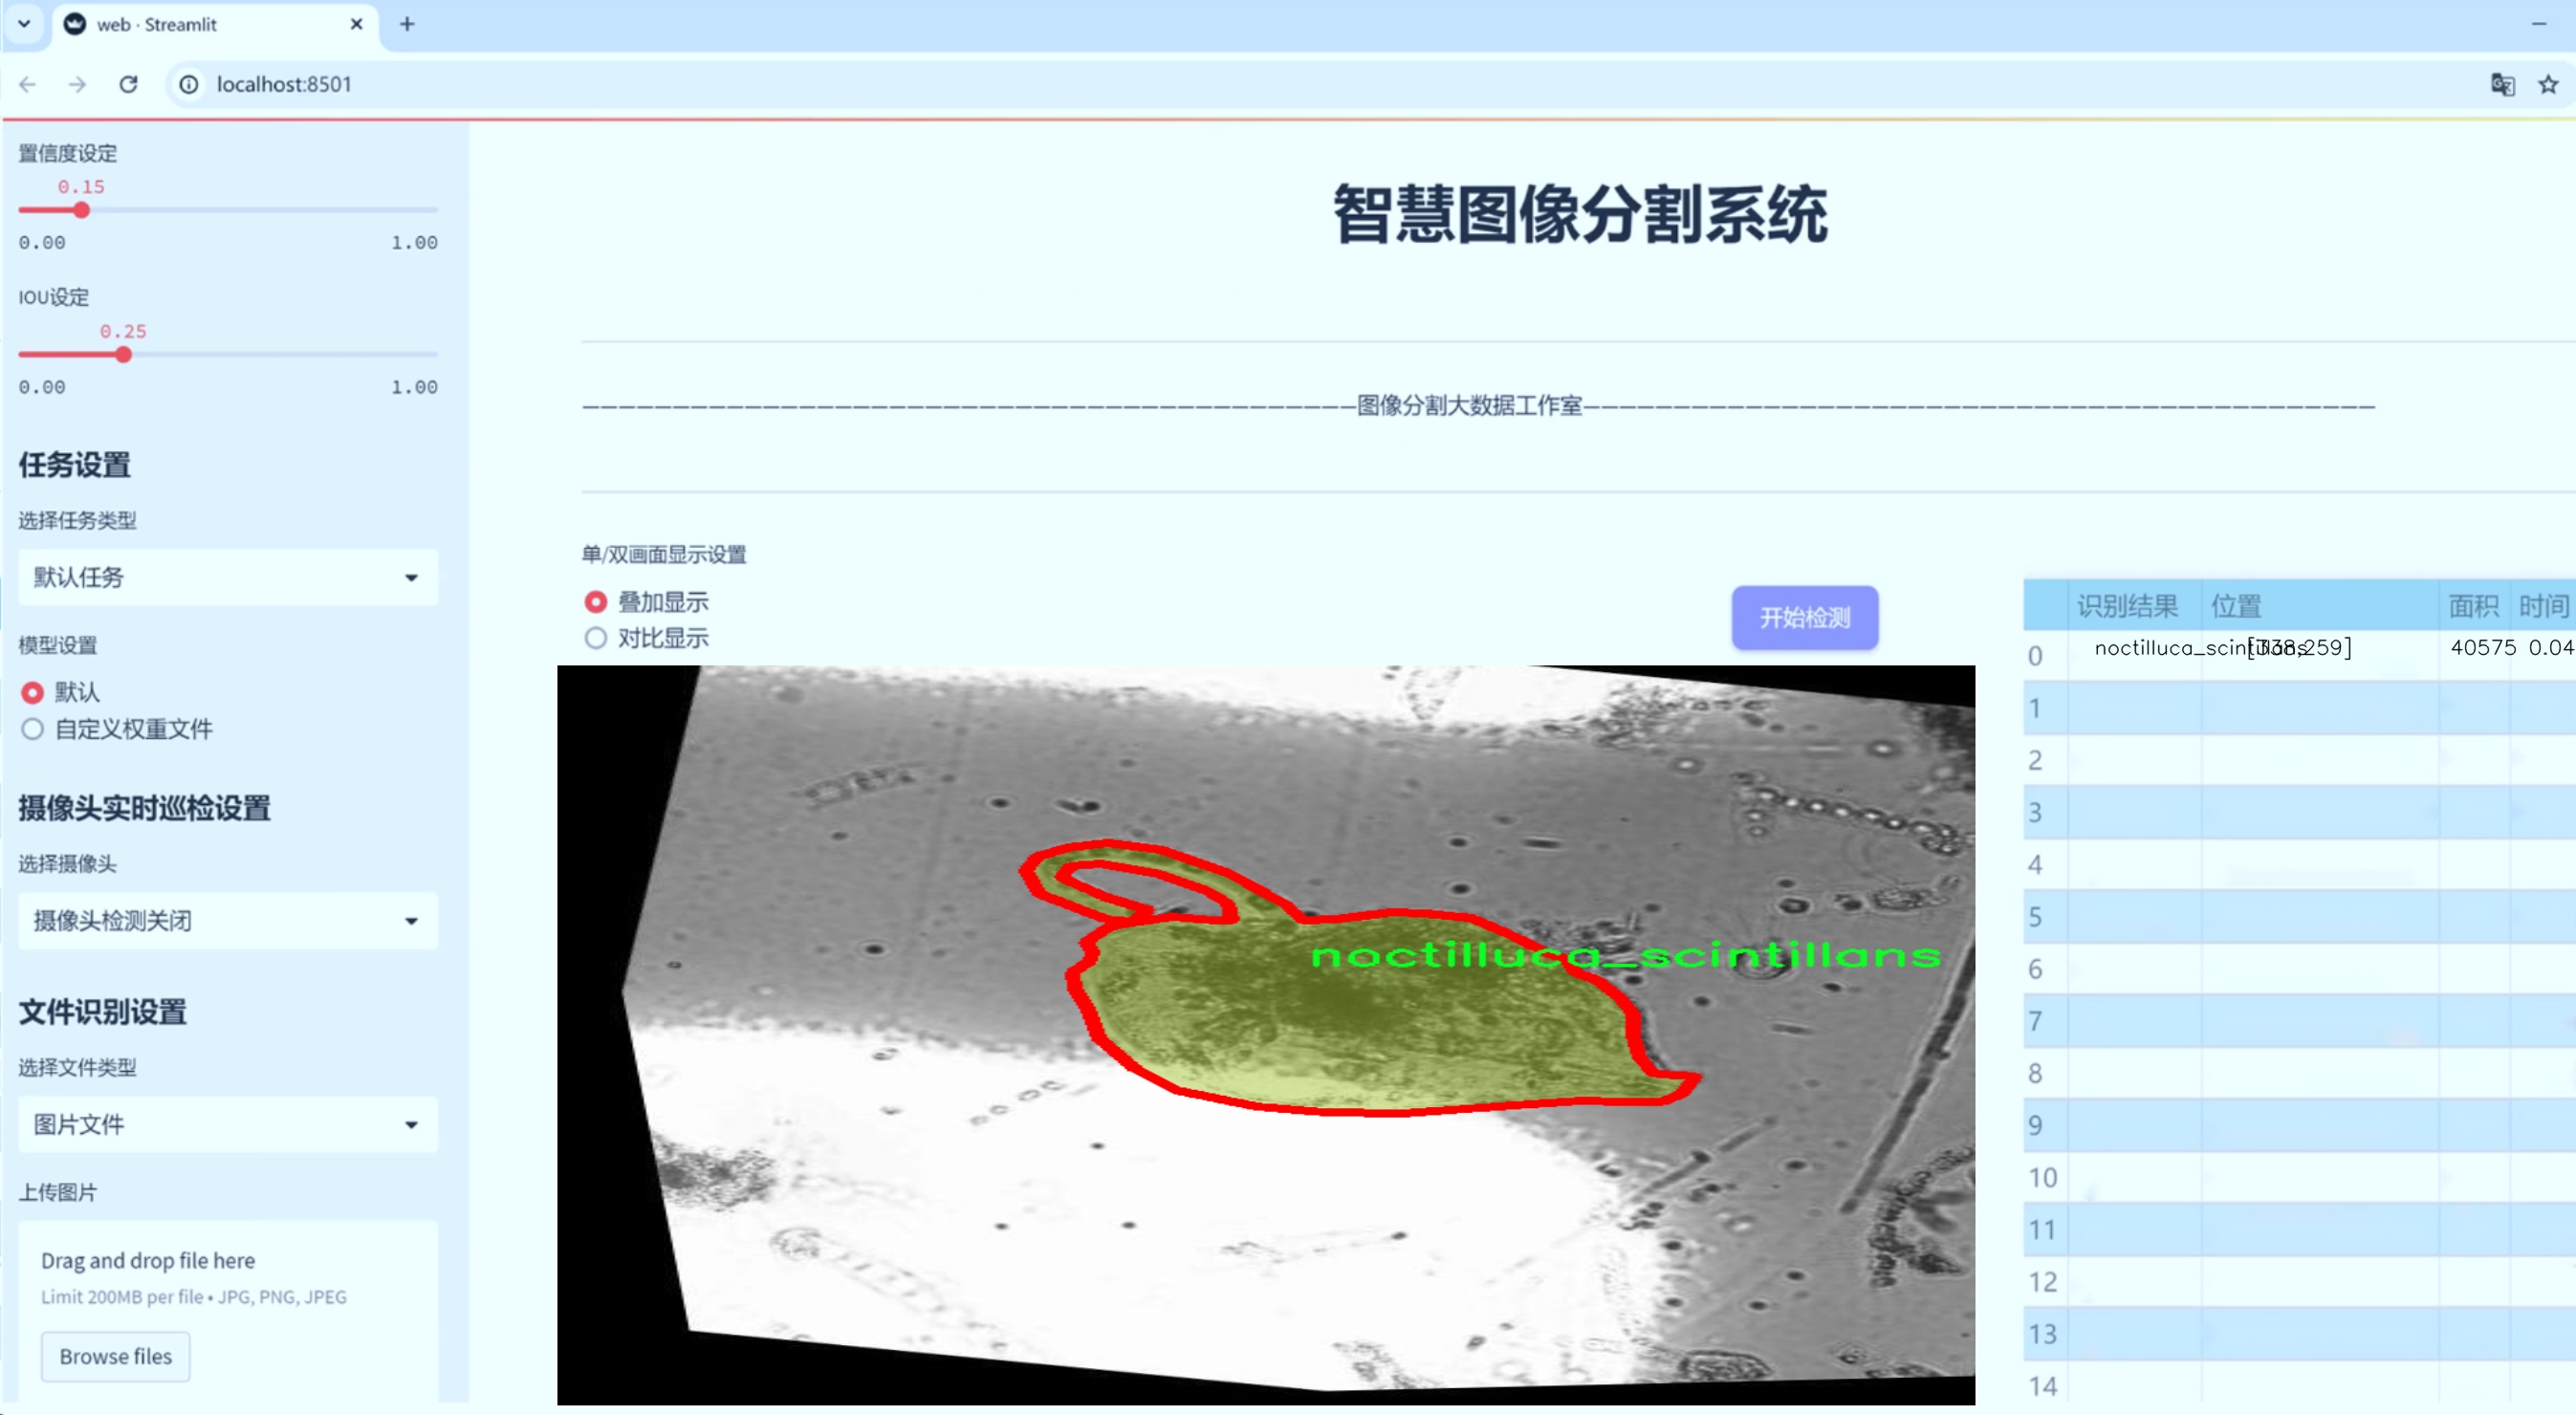 web · Streamlit
localhost:8501
置信度设定
0.15
0.00 1.00
IOU设定
0.25
0.00 1.00
任务设置
选择任务类型
默认任务
模型设置
默认
自定义权重文件
摄像头实时巡检设置
选择摄像头
摄像头检测关闭
文件识别设置
选择文件类型
图片文件
上传图片
Drag and drop file here
Limit 200MB per file • JPG, PNG, JPEG
Browse files
智慧图像分割系统
图像分割大数据工作室
单/双画面显示设置
叠加显示
对比显示
开始检测
noctilluca_scintillans
识别结果 位置 面积 时间
0 noctilluca_scintillans [338,259] 40575 0.04
1
2
3
4
5
6
7
8
9
10
11
12
13
14